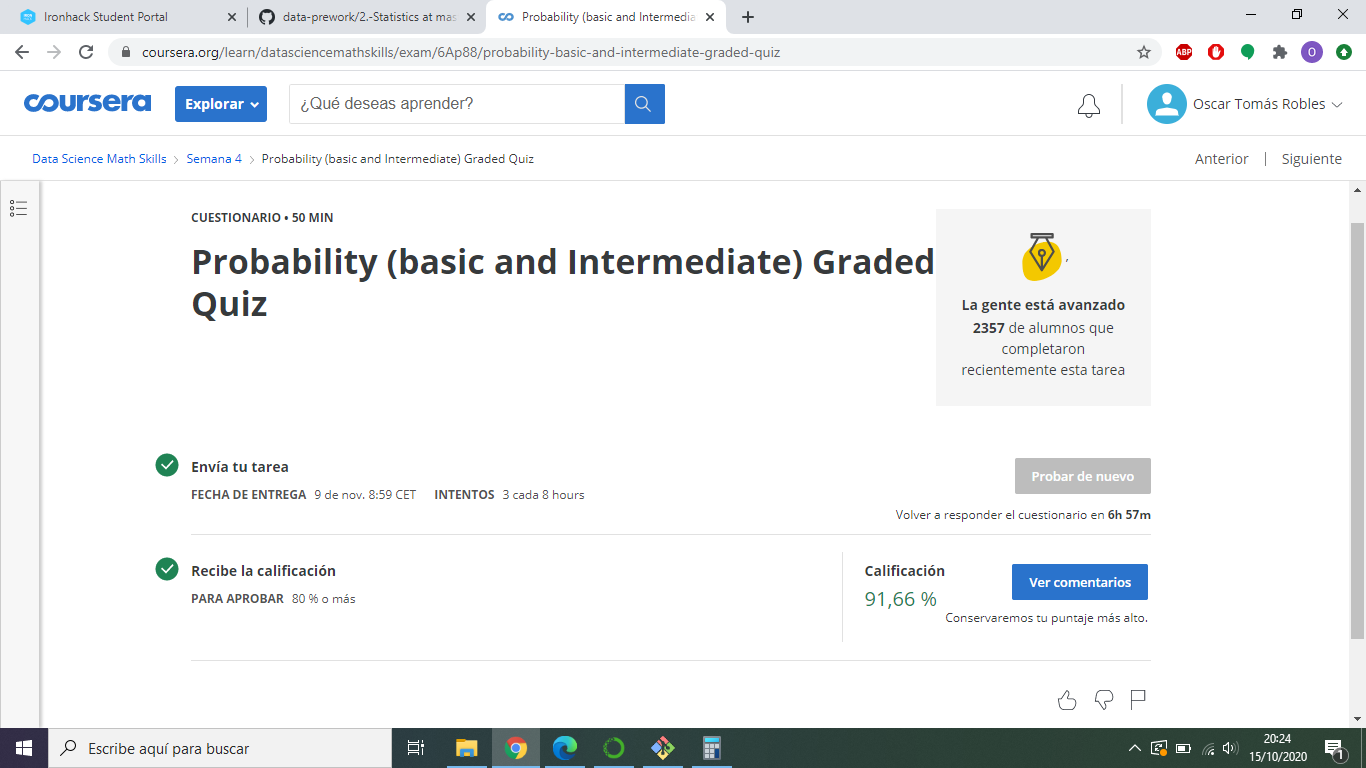 Ironhack Student Portal
data-prework/2.-Statistics at mas
Probability (basic and Intermedia
coursera.org/learn/datasciencemathskills/exam/6Ap88/probability-basic-and-intermediate-graded-quiz
ABP
O
coursera
Explorar
¿Qué deseas aprender?
Oscar Tomás Robles
Data Science Math Skills > Semana 4 > Probability (basic and Intermediate) Graded Quiz
Anterior | Siguiente
CUESTIONARIO • 50 MIN
Probability (basic and Intermediate) Graded
Quiz
,
La gente está avanzado
2357 de alumnos que
completaron
recientemente esta tarea
Envía tu tarea
FECHA DE ENTREGA 9 de nov. 8:59 CET INTENTOS 3 cada 8 hours
Probar de nuevo
Volver a responder el cuestionario en 6h 57m
Recibe la calificación
PARA APROBAR 80 % o más
Calificación
91,66 %
Ver comentarios
Conservaremos tu puntaje más alto.
Escribe aquí para buscar
20:24
15/10/2020
1